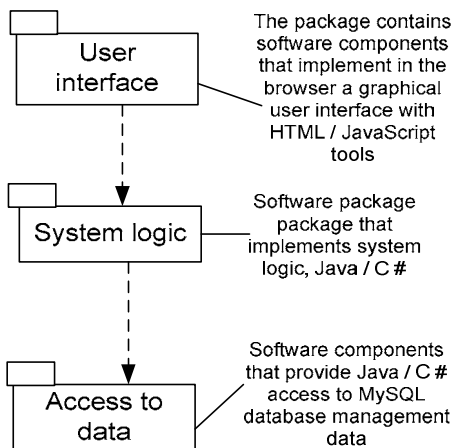 User
interface
The package contains
software components
that implement in the
browser a graphical
user interface with
HTML / JavaScript
tools
System logic
Software package
package that
implements system
logic, Java / C #
Access to
data
Software components
that provide Java / C #
access to MySQL
database management
data